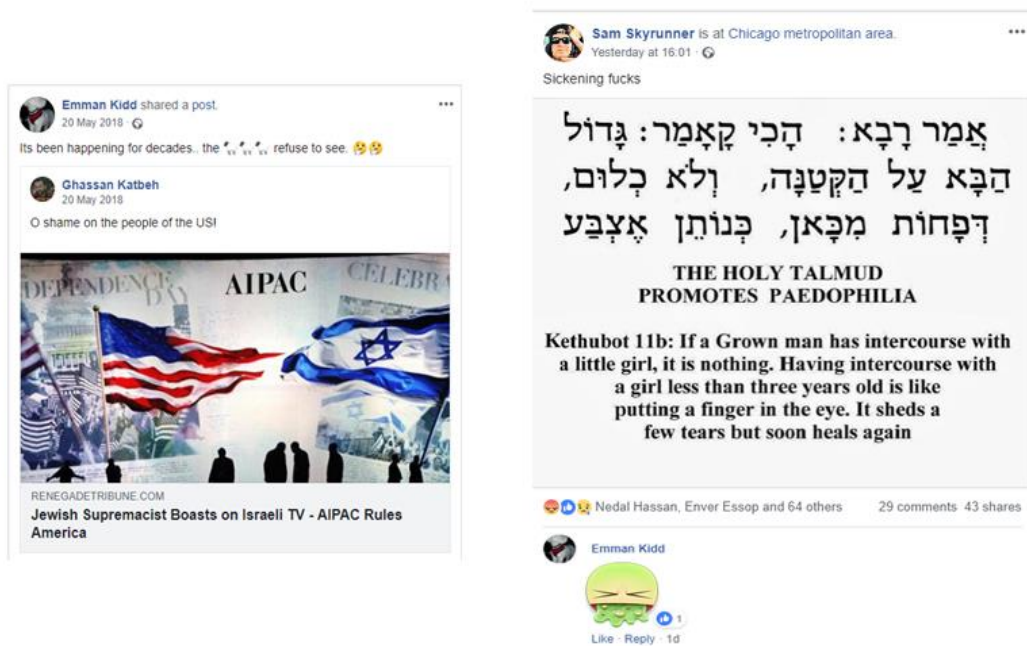 Emman Kidd shared a post.
20 May 2018
Its been happening for decades.. the 🐑 🐑 🐑 refuse to see. 🤧🤧
Ghassan Katbeh
20 May 2018
O shame on the people of the US!
DEPENDENCE DAY
AIPAC
CELEBR
RENEGADETRIBUNE.COM
Jewish Supremacist Boasts on Israeli TV - AIPAC Rules
America
Sam Skyrunner is at Chicago metropolitan area.
Yesterday at 16:01
Sickening fucks
אֲמַר רָבָא: הָכִי קָאָמַר: גָּדוֹל
הַבָּא עַל הַקְּטַנָּה, וְלֹא כְלוּם,
דְּפָחוֹת מִכָּאן, כְּנוֹתֵן אֶצְבַּע
THE HOLY TALMUD
PROMOTES PAEDOPHILIA
Kethubot 11b: If a Grown man has intercourse with
a little girl, it is nothing. Having intercourse with
a girl less than three years old is like
putting a finger in the eye. It sheds a
few tears but soon heals again
Nedal Hassan, Enver Essop and 64 others 29 comments 43 shares
Emman Kidd
1
Like · Reply · 1d